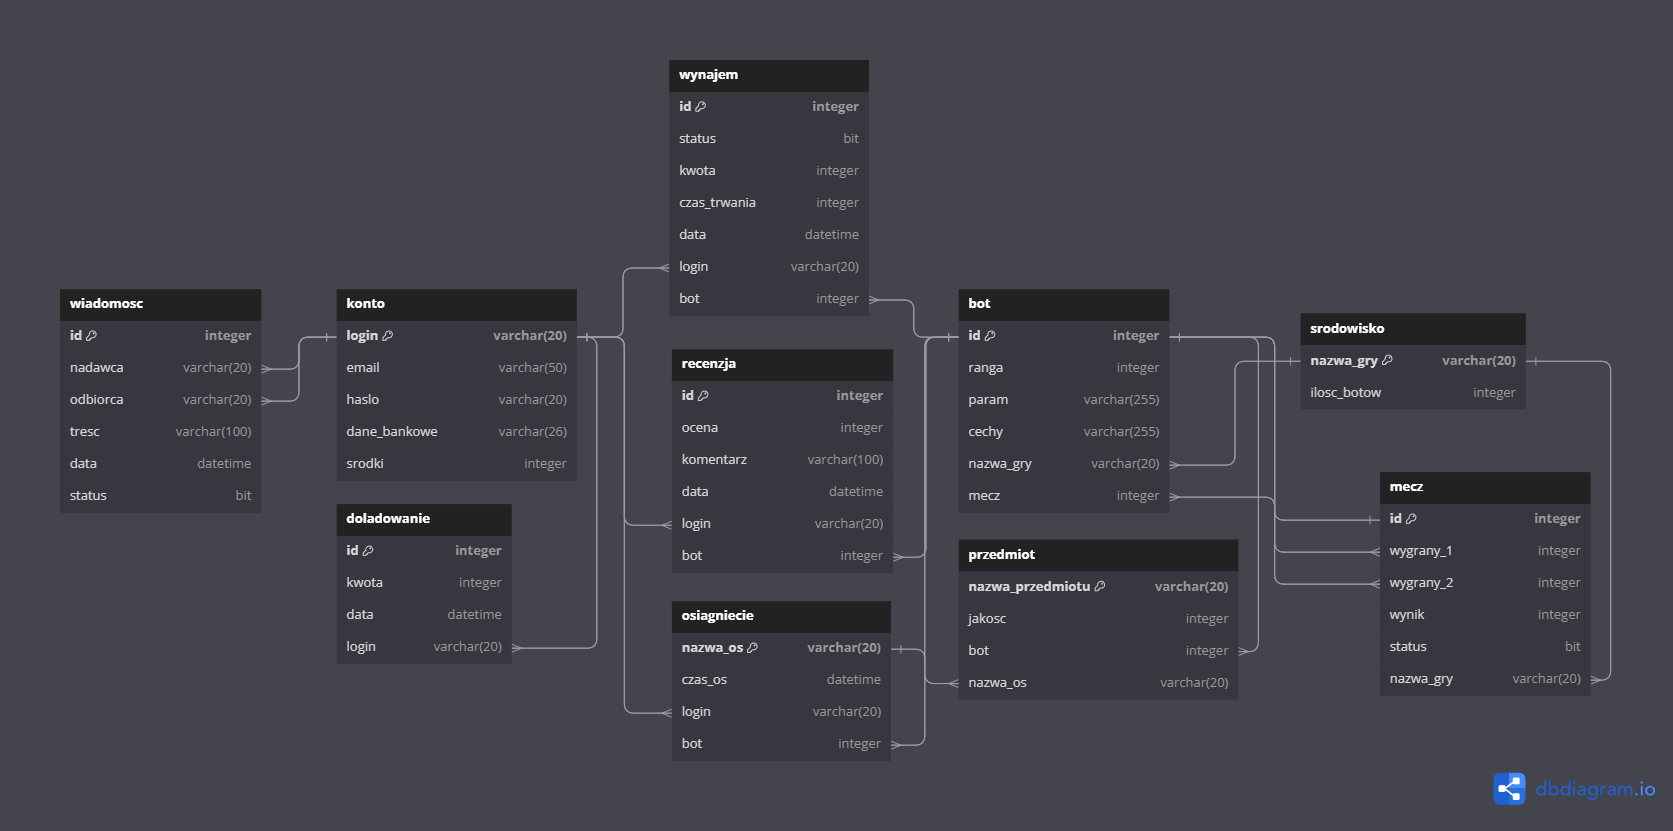 wynajem
id integer
status bit
kwota integer
czas_trwania integer
data datetime
login varchar(20)
bot integer
wiadomosc
id integer
nadawca varchar(20)
odbiorca varchar(20)
tresc varchar(100)
data datetime
status bit
konto
login varchar(20)
email varchar(50)
haslo varchar(20)
dane_bankowe varchar(26)
srodki integer
doladowanie
id integer
kwota integer
data datetime
login varchar(20)
recenzja
id integer
ocena integer
komentarz varchar(100)
data datetime
login varchar(20)
bot integer
osiagniecie
nazwa_os varchar(20)
czas_os datetime
login varchar(20)
bot integer
bot
id integer
ranga integer
param varchar(255)
cechy varchar(255)
nazwa_gry varchar(20)
mecz integer
przedmiot
nazwa_przedmiotu varchar(20)
jakosc integer
bot integer
nazwa_os varchar(20)
srodowisko
nazwa_gry varchar(20)
ilosc_botow integer
mecz
id integer
wygrany_1 integer
wygrany_2 integer
wynik integer
status bit
nazwa_gry varchar(20)
dbdiagram.io